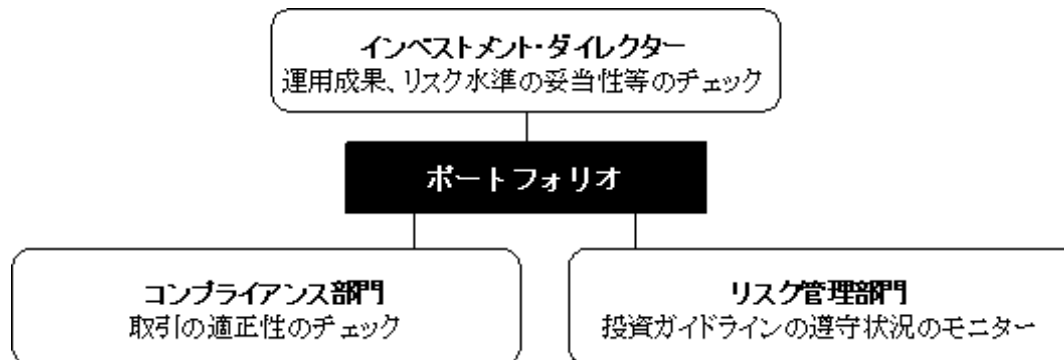 インベストメント・ダイレクター
運用成果、リスク水準の妥当性等のチェック
ポートフォリオ
コンプライアンス部門
取引の適正性のチェック
リスク管理部門
投資ガイドラインの遵守状況のモニター